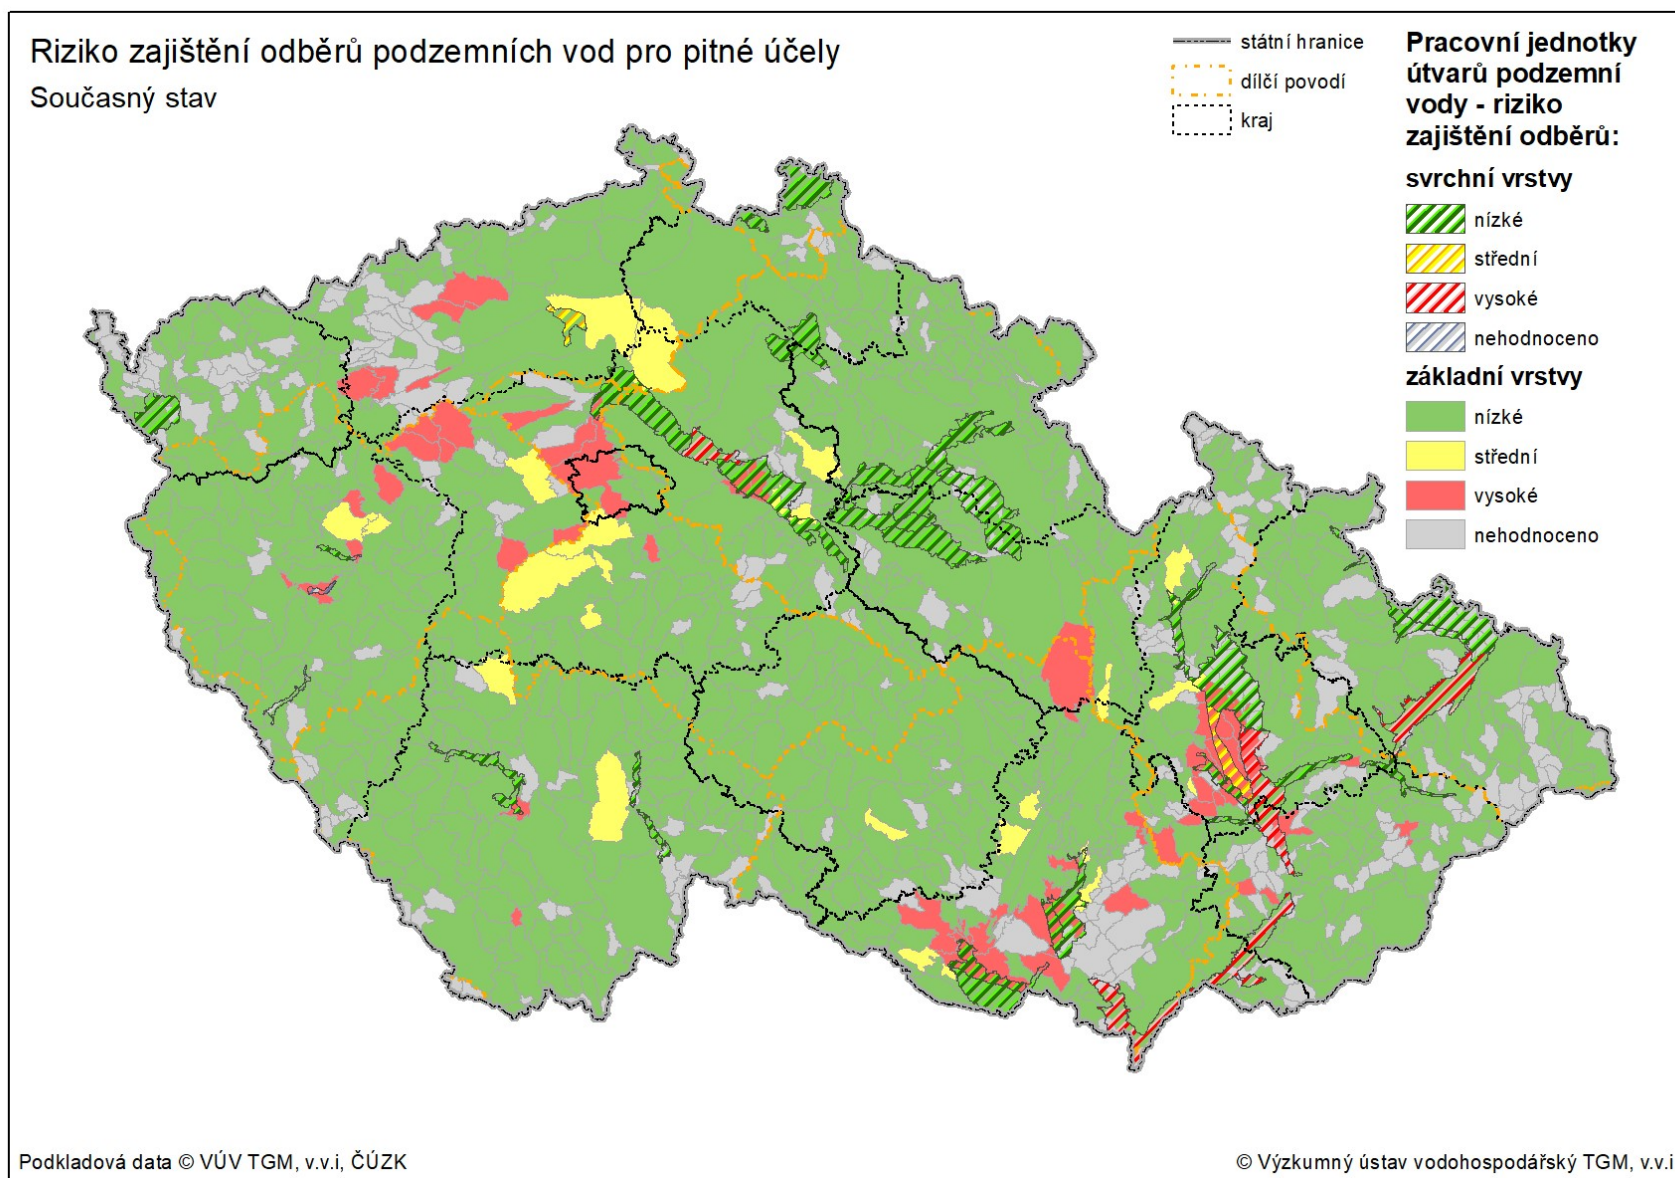 Riziko zajištění odběrů podzemních vod pro pitné účely
Současný stav
státní hranice
dílčí povodí
kraj
Pracovní jednotky
útvarů podzemní
vody - riziko
zajištění odběrů:
svrchní vrstvy
nízké
střední
vysoké
nehodnoceno
základní vrstvy
nízké
střední
vysoké
nehodnoceno
Podkladová data © VÚV TGM, v.v.i, ČÚZK
© Výzkumný ústav vodohospodářský TGM, v.v.i